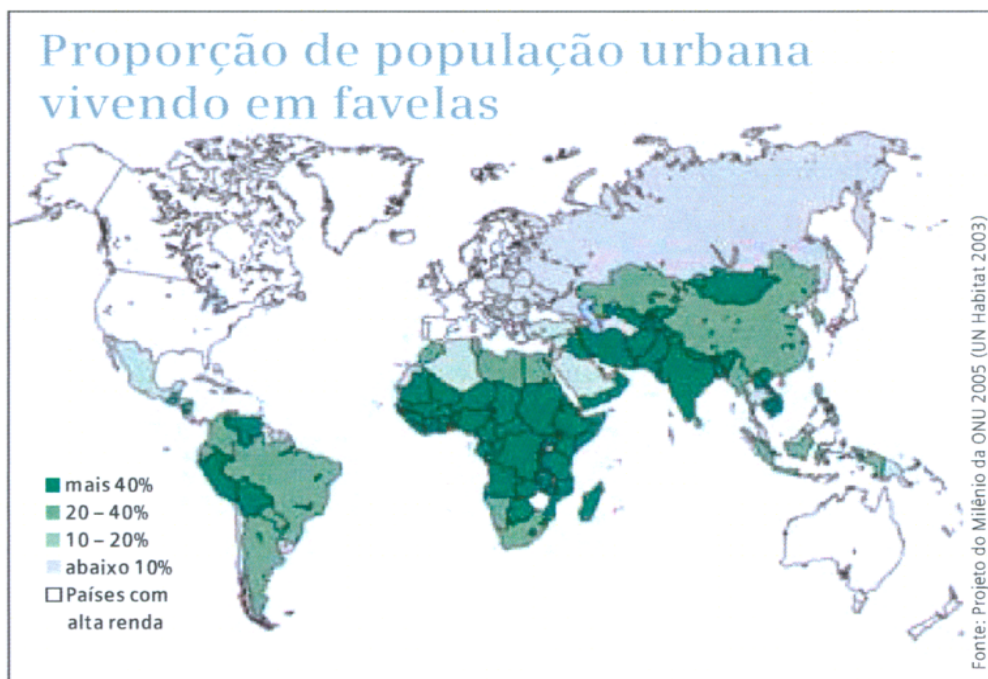 Proporção de população urbana
vivendo em favelas
mais 40%
20 – 40%
10 – 20%
abaixo 10%
Países com
alta renda
Fonte: Projeto do Milênio da ONU 2005 (UN Habitat 2003)